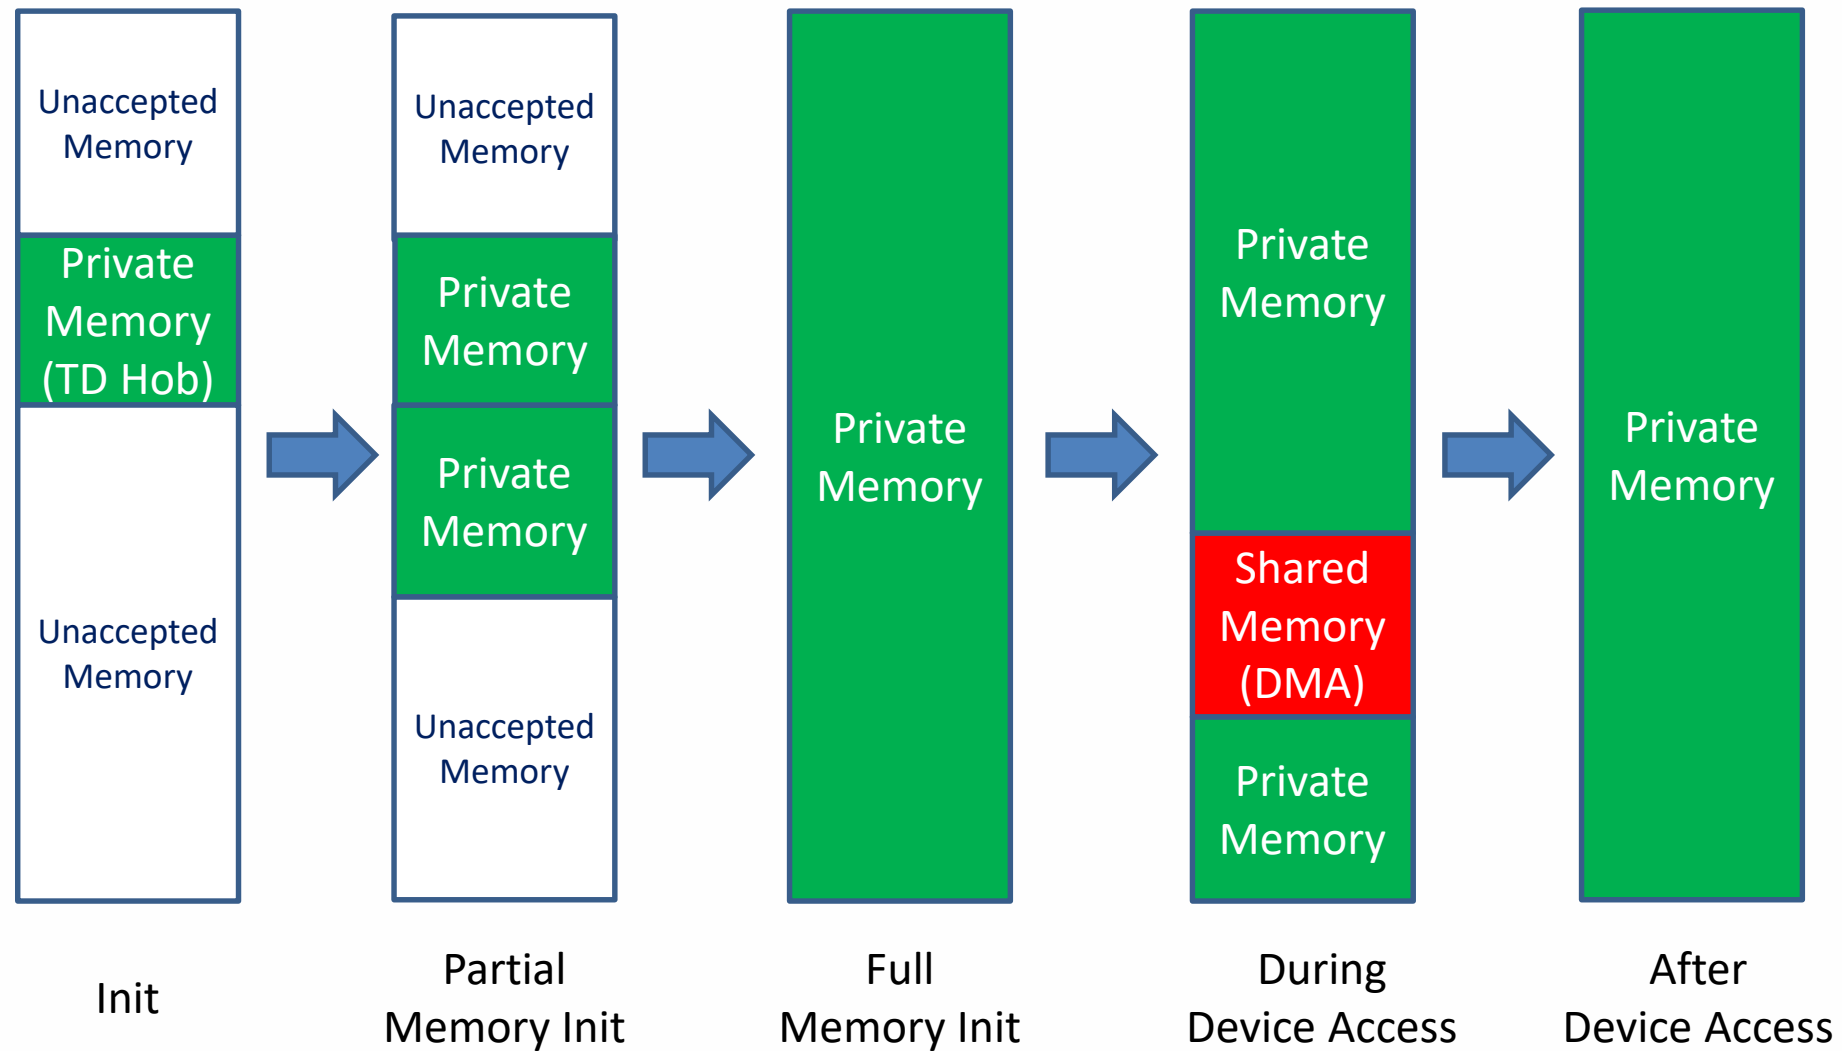 Unaccepted
Memory
Private
Memory
(TD Hob)
Unaccepted
Memory
Init
Unaccepted
Memory
Private
Memory
Private
Memory
Unaccepted
Memory
Partial
Memory Init
Private
Memory
Full
Memory Init
Private
Memory
Shared
Memory
(DMA)
Private
Memory
During
Device Access
Private
Memory
After
Device Access